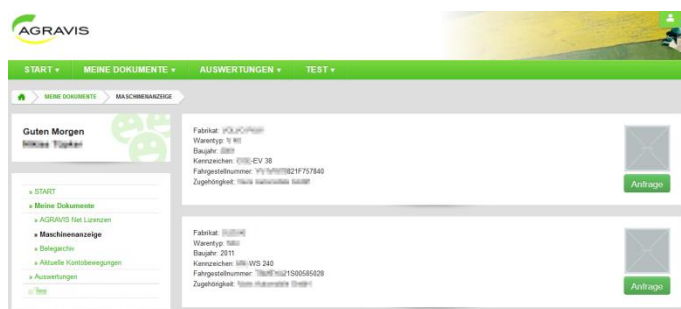 AGRAVIS
START ▾ MEINE DOKUMENTE ▾ AUSWERTUNGEN ▾ TEST ▾
MEINE DOKUMENTE MASCHINENANZEIGE
Guten Morgen
» START
» Meine Dokumente
» AGRAVIS Net Lizenzen
» Maschinenanzeige
» Belegarchiv
» Aktuelle Kontobewegungen
» Auswertungen
Fabrikat:
Warentyp:
Baujahr:
Kennzeichen: -EV 38
Fahrgestellnummer: 821F757840
Zugehörigkeit:
Anfrage
Fabrikat:
Warentyp:
Baujahr: 2011
Kennzeichen: -WS 240
Fahrgestellnummer: 21S00585028
Zugehörigkeit:
Anfrage